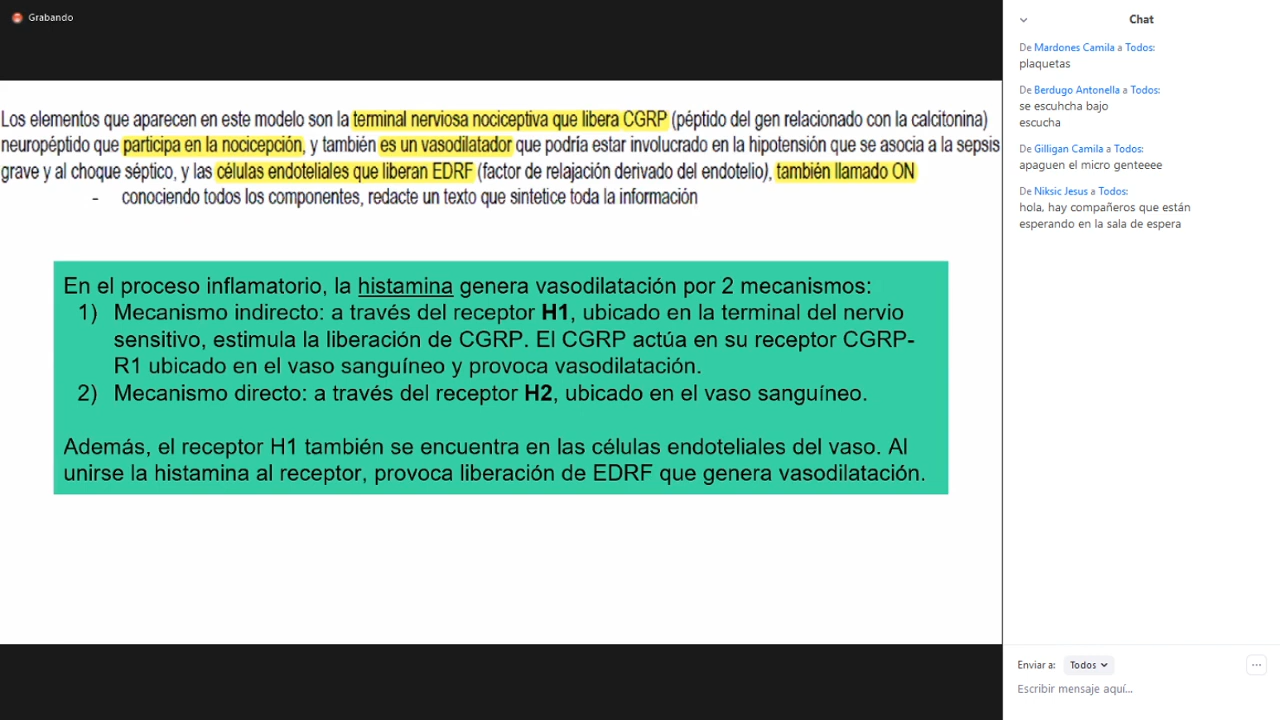 Grabando
Los elementos que aparecen en este modelo son la terminal nerviosa nociceptiva que libera CGRP (péptido del gen relacionado con la calcitonina)
neuropéptido que participa en la nocicepción, y también es un vasodilatador que podría estar involucrado en la hipotensión que se asocia a la sepsis
grave y al choque séptico, y las células endoteliales que liberan EDRF (factor de relajación derivado del endotelio), también llamado ON
- conociendo todos los componentes, redacte un texto que sintetice toda la información
En el proceso inflamatorio, la histamina genera vasodilatación por 2 mecanismos:
1) Mecanismo indirecto: a través del receptor H1, ubicado en la terminal del nervio
sensitivo, estimula la liberación de CGRP. El CGRP actúa en su receptor CGRP-
R1 ubicado en el vaso sanguíneo y provoca vasodilatación.
2) Mecanismo directo: a través del receptor H2, ubicado en el vaso sanguíneo.
Además, el receptor H1 también se encuentra en las células endoteliales del vaso. Al
unirse la histamina al receptor, provoca liberación de EDRF que genera vasodilatación.
Chat
De Mardones Camila a Todos:
plaquetas
De Berdugo Antonella a Todos:
se escuhcha bajo
escucha
De Gilligan Camila a Todos:
apaguen el micro genteeee
De Niksic Jesus a Todos:
hola, hay compañeros que están
esperando en la sala de espera
Enviar a: Todos
Escribir mensaje aquí...